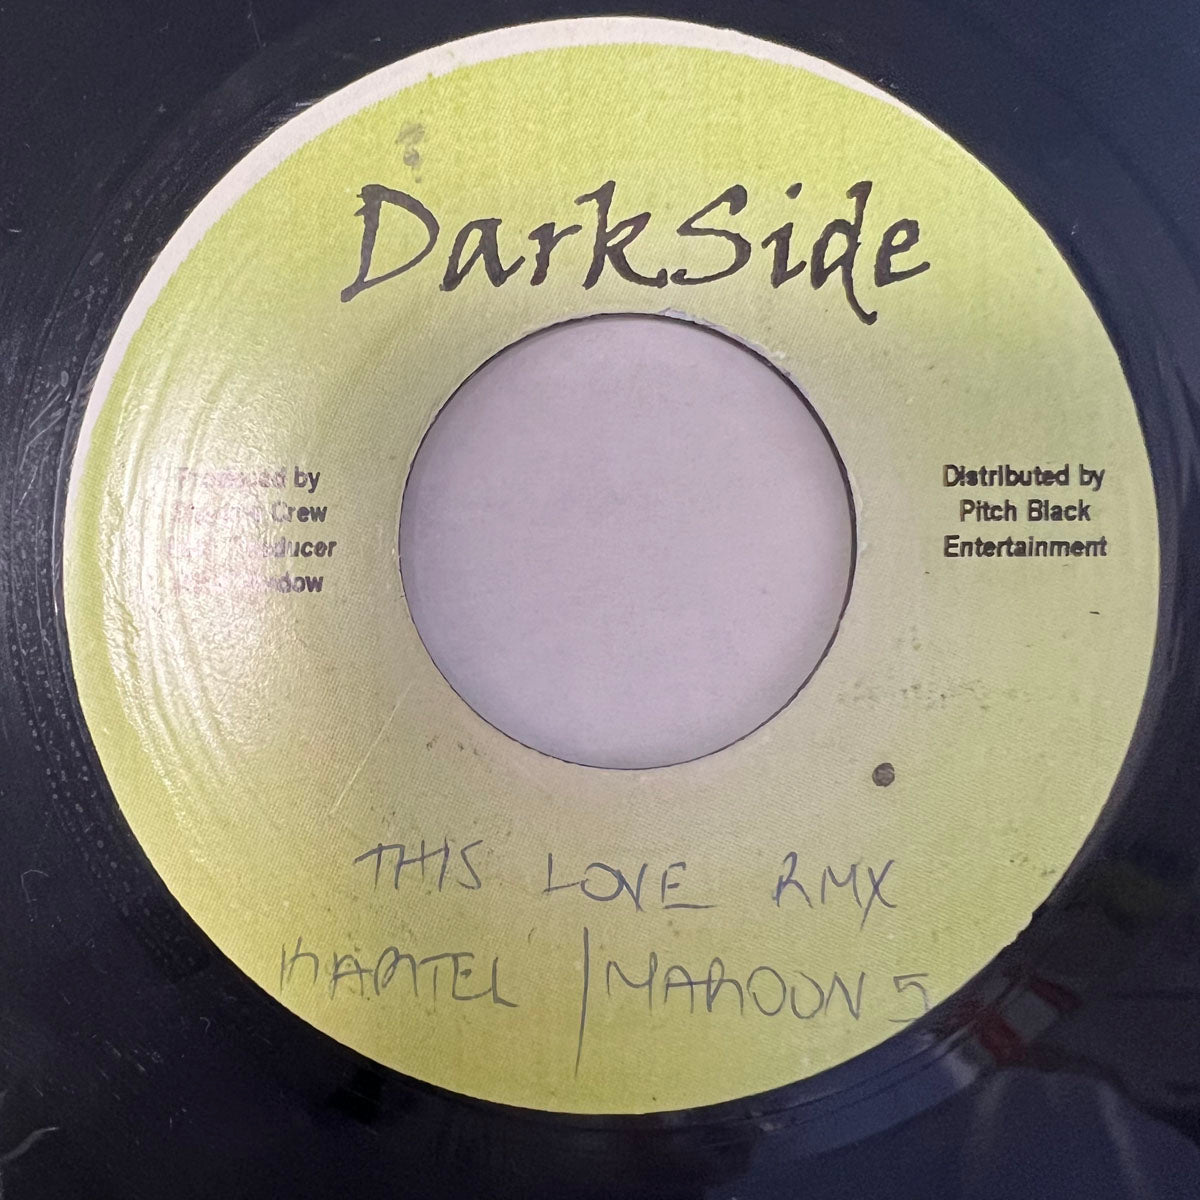 DarkSide
Produced by
Crew
Producer
Distributed by
Pitch Black
Entertainment
THIS LOVE RMX
KARTEL / MAROON 5